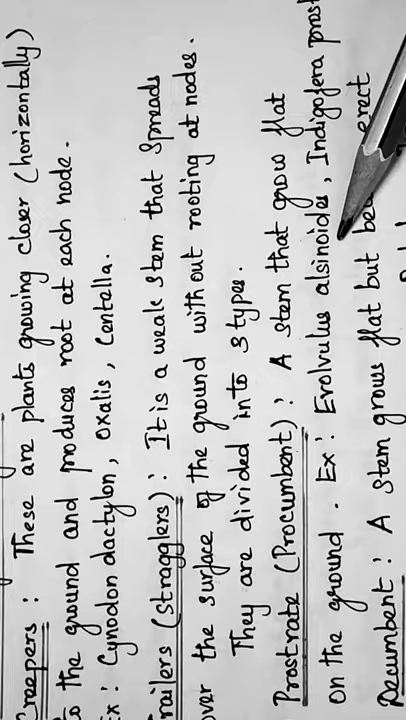 Creepers : These are plants growing closer (horizontally)
to the ground and produces root at each node.
Ex : Cynodon dactylon, oxalis, Centella.
Trailers (Stragglers) : It is a weak stem that Spreads
over the surface of the ground without rooting at nodes.
They are divided into 3 types.
Prostrate (Procumbent) : A stem that grow flat
on the ground. Ex : Evolvulus alsinoides, Indigofera prost
Decumbent : A stem grows flat but erect